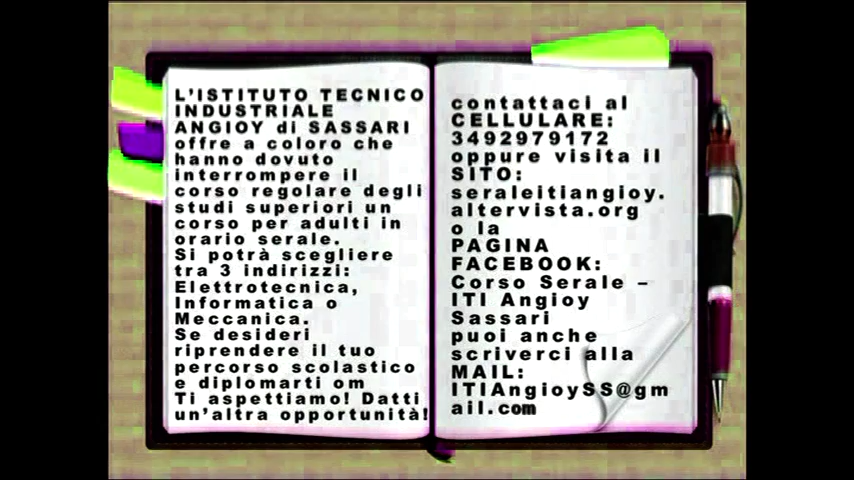 L'ISTITUTO TECNICO
INDUSTRIALE
ANGIOY di SASSARI
offre a coloro che
hanno dovuto
interrompere il
corso regolare degli
studi superiori un
corso per adulti in
orario serale.
Si potrà scegliere
tra 3 indirizzi:
Elettrotecnica,
Informatica o
Meccanica.
Se desideri
riprendere il tuo
percorso scolastico
e diplomarti om
Ti aspettiamo! Datti
un'altra opportunità!
contattaci al
CELLULARE:
3492979172
oppure visita il
SITO:
seraleitiangioy.
altervista.org
o la
PAGINA
FACEBOOK:
Corso Serale –
ITI Angioy
Sassari
puoi anche
scriverci alla
MAIL:
ITIAngioySS@gm
ail.com